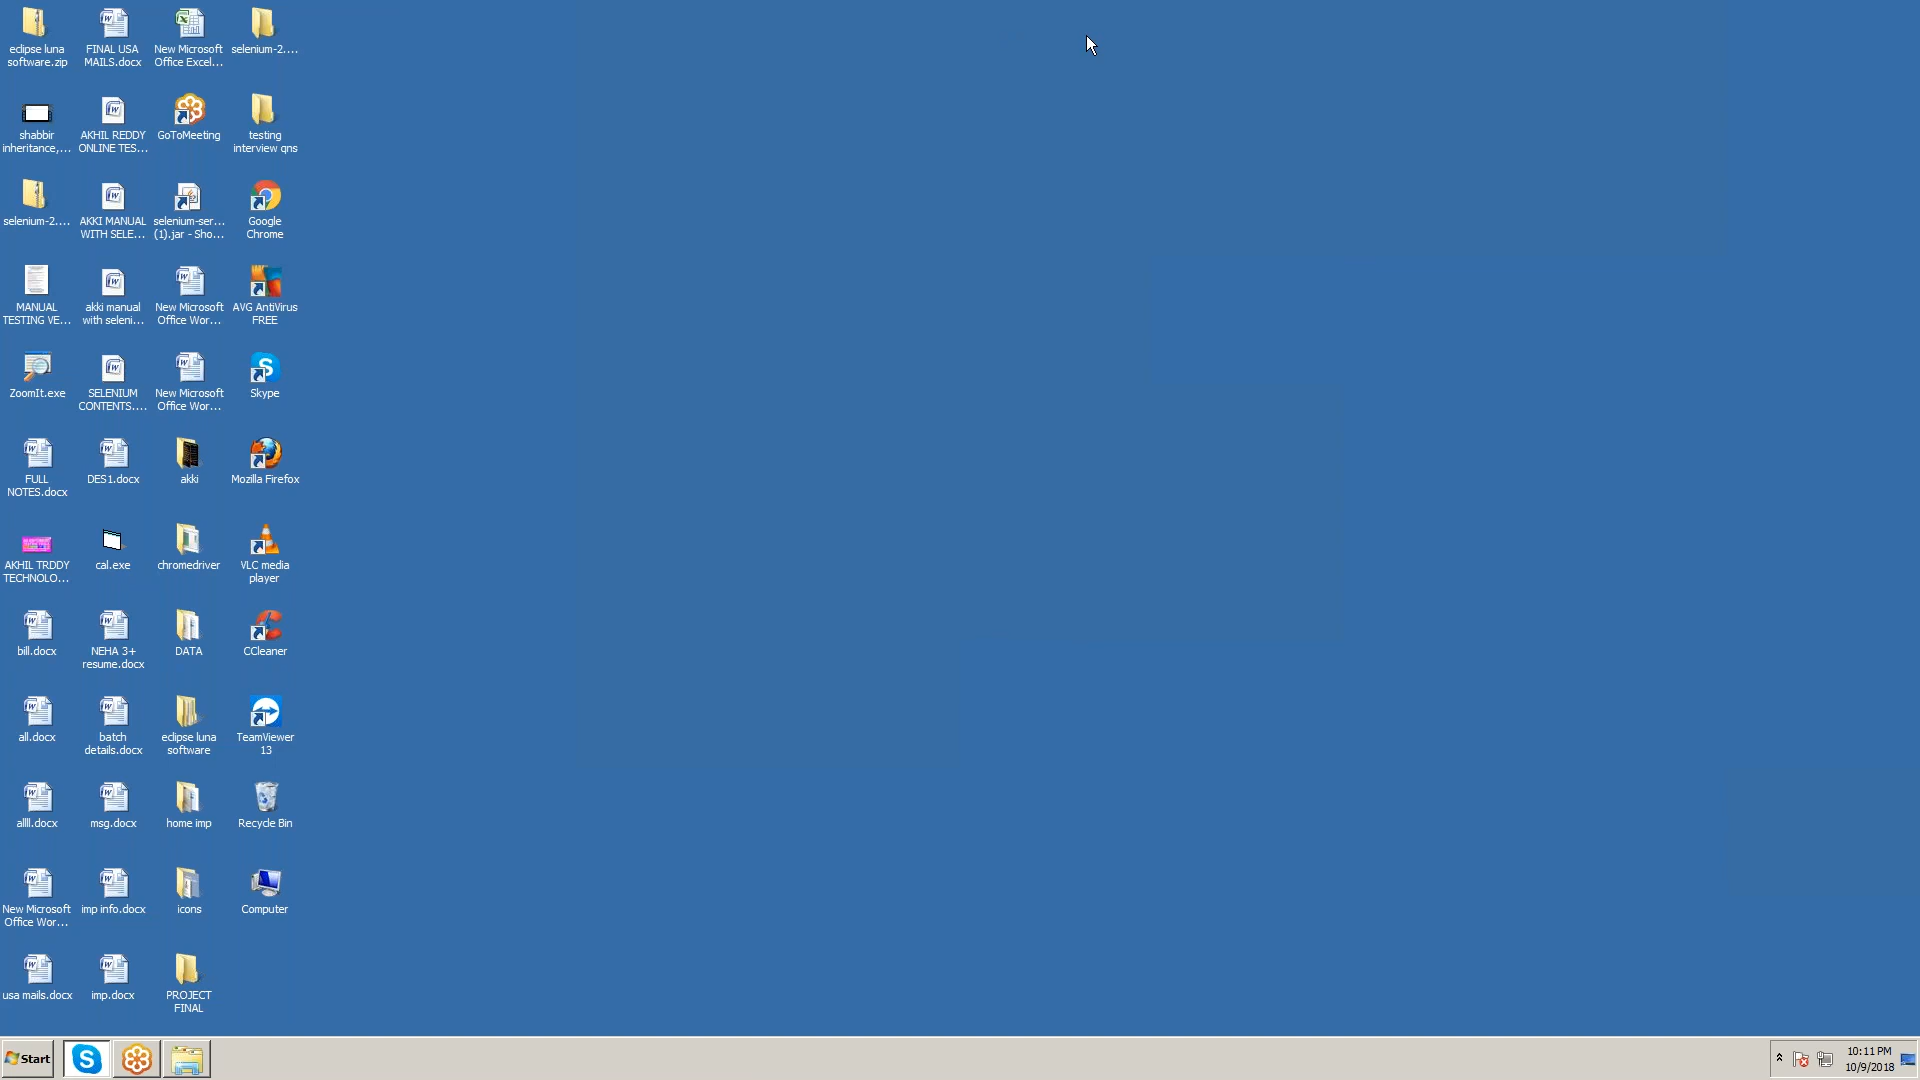 eclipse luna
software.zip
FINAL USA
MAILS.docx
New Microsoft
Office Excel...
selenium-2....
shabbir
inheritance,...
AKHIL REDDY
ONLINE TES...
GoToMeeting
testing
interview qns
selenium-2....
AKKI MANUAL
WITH SELE...
selenium-ser...
(1).jar - Sho...
Google
Chrome
MANUAL
TESTING VE...
akki manual
with seleni...
New Microsoft
Office Wor...
AVG AntiVirus
FREE
ZoomIt.exe
SELENIUM
CONTENTS....
New Microsoft
Office Wor...
Skype
FULL
NOTES.docx
DES1.docx
akki
Mozilla Firefox
AKHIL TRDDY
TECHNOLO...
cal.exe
chromedriver
VLC media
player
bill.docx
NEHA 3+
resume.docx
DATA
CCleaner
all.docx
batch
details.docx
eclipse luna
software
TeamViewer
13
allll.docx
msg.docx
home imp
Recycle Bin
New Microsoft
Office Wor...
imp info.docx
icons
Computer
usa mails.docx
imp.docx
PROJECT
FINAL
Start
10:11 PM
10/9/2018